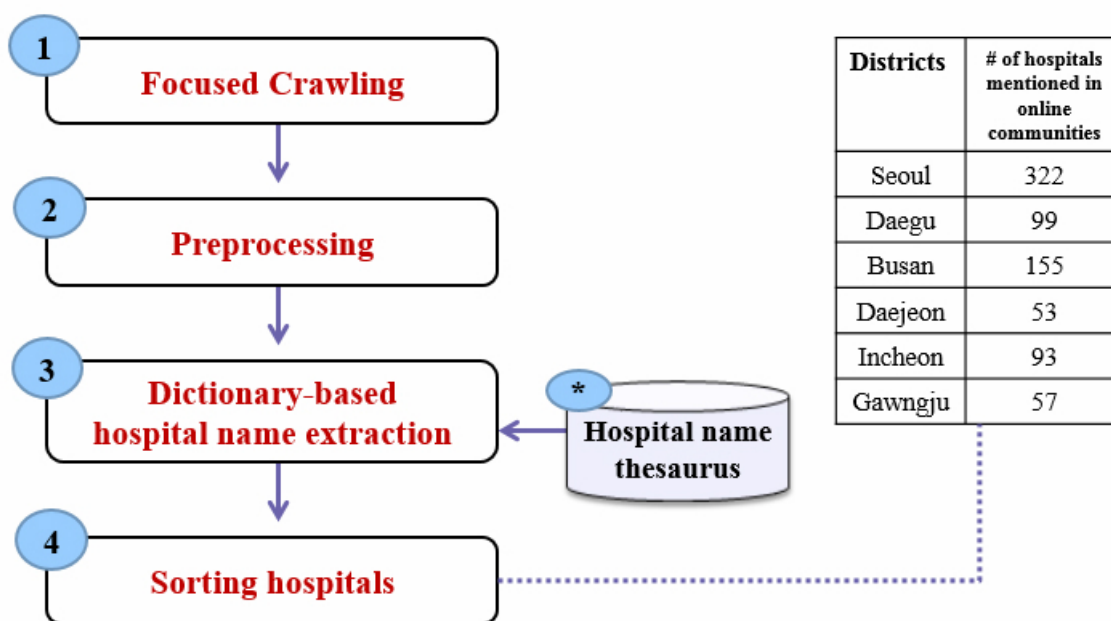 1
Focused Crawling
2
Preprocessing
3
Dictionary-based
hospital name extraction
*
Hospital name
thesaurus
4
Sorting hospitals
Districts
# of hospitals
mentioned in
online
communities
Seoul 322
Daegu 99
Busan 155
Daejeon 53
Incheon 93
Gawngju 57